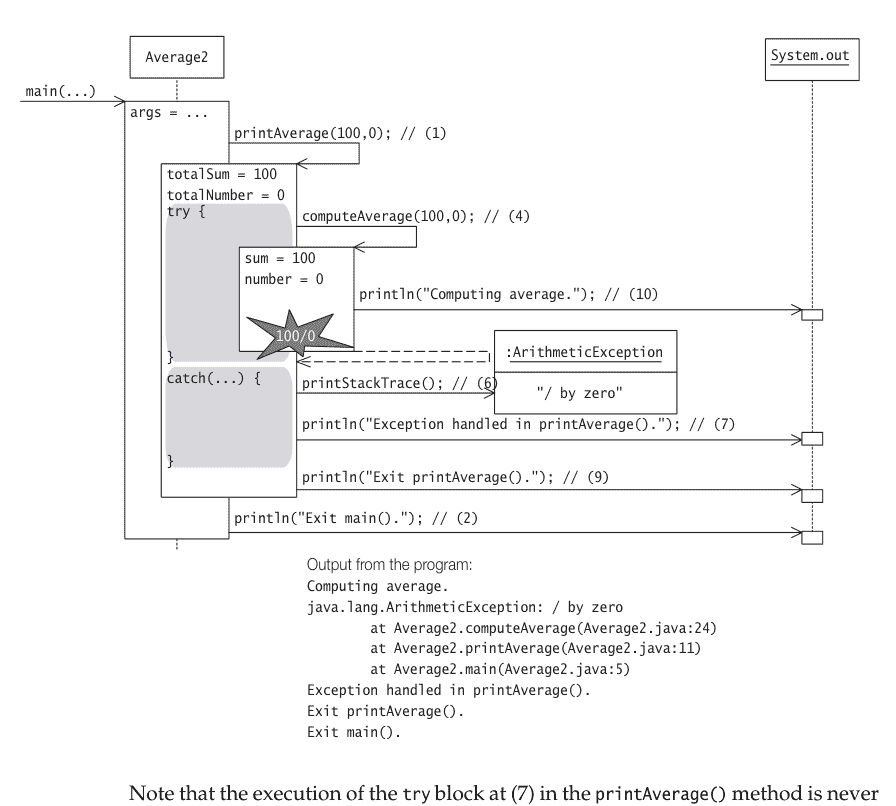 Average2
System.out
main(...)
args = ...
printAverage(100,0); // (1)
totalSum = 100
totalNumber = 0
try {
computeAverage(100,0); // (4)
sum = 100
number = 0
println("Computing average."); // (10)
100/0
}
:ArithmeticException
catch(...) {
printStackTrace(); // (6)
"/ by zero"
println("Exception handled in printAverage()."); // (7)
}
println("Exit printAverage()."); // (9)
println("Exit main()."); // (2)
Output from the program:
Computing average.
java.lang.ArithmeticException: / by zero
at Average2.computeAverage(Average2.java:24)
at Average2.printAverage(Average2.java:11)
at Average2.main(Average2.java:5)
Exception handled in printAverage().
Exit printAverage().
Exit main().
Note that the execution of the try block at (7) in the printAverage() method is never